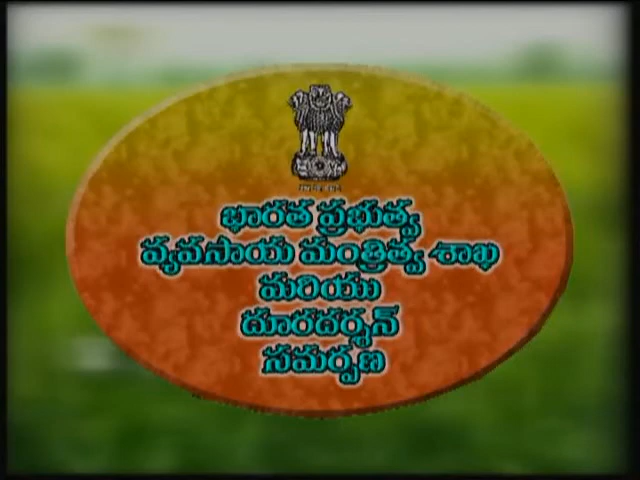 భారత ప్రభుత్వ
వ్యవసాయ మంత్రిత్వ శాఖ
మరియు
దూరదర్శన్
సమర్పణ